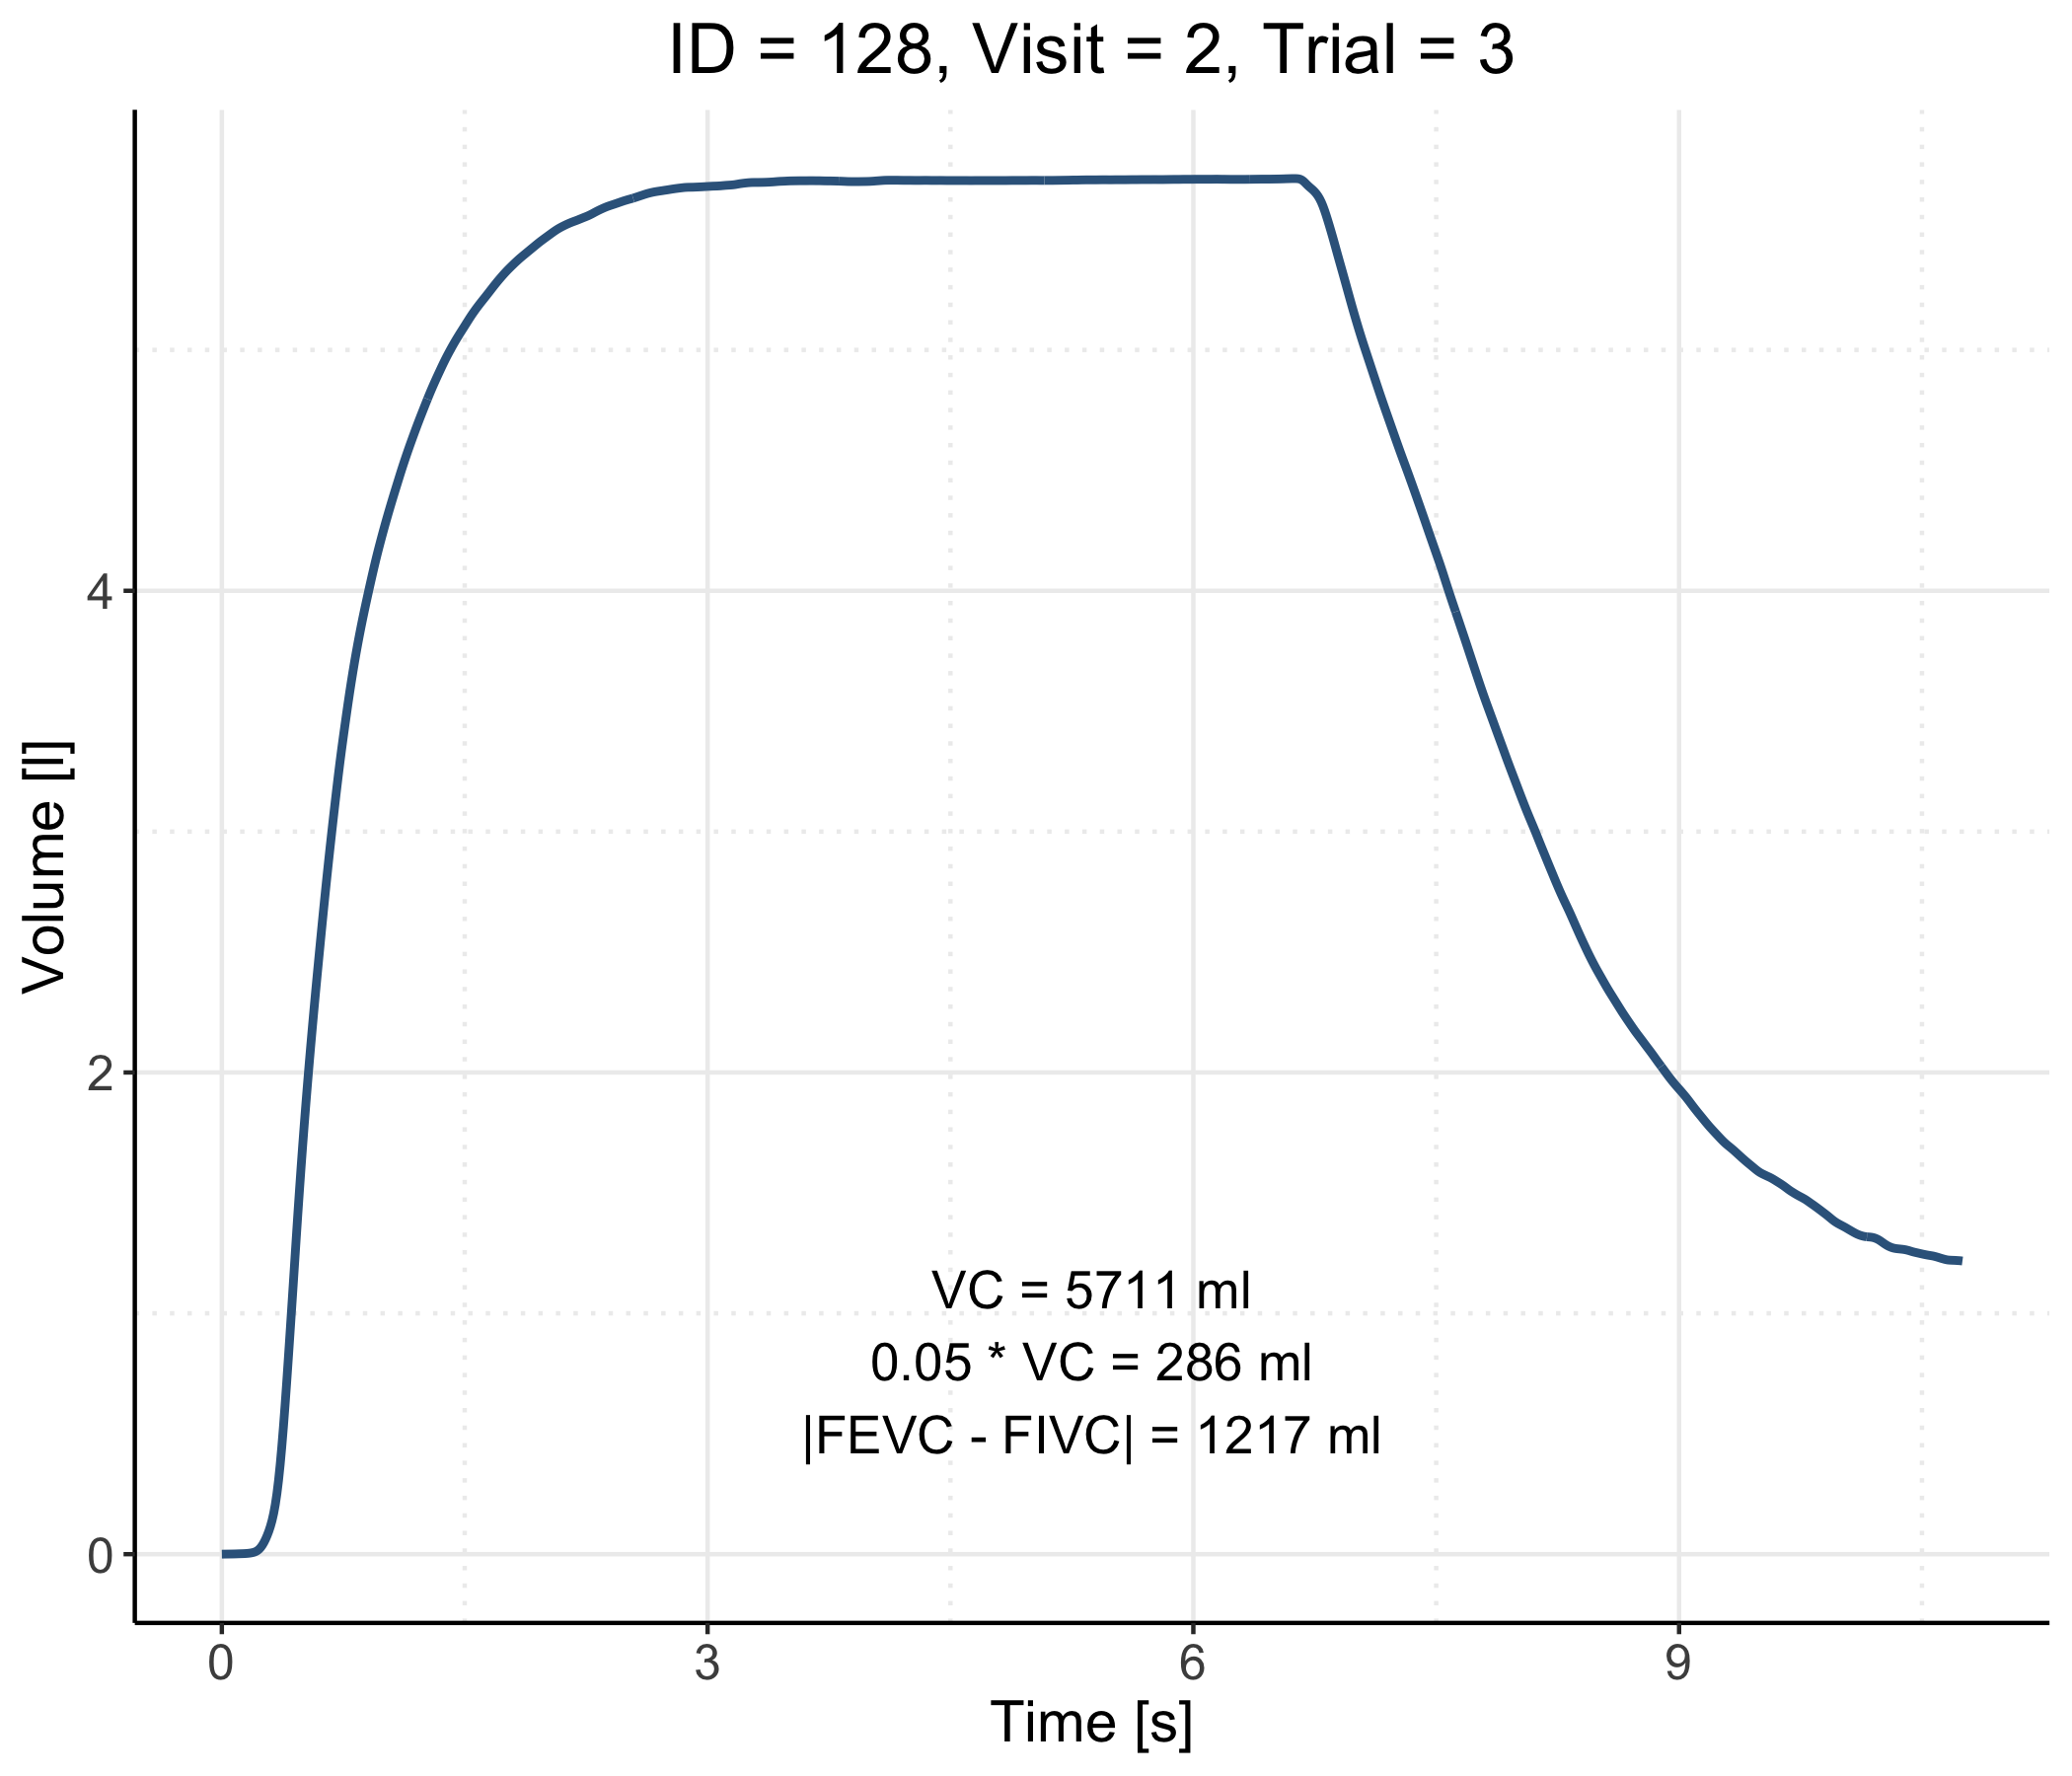 ID = 128, Visit = 2, Trial = 3
Volume [l]
4
2
0
VC = 5711 ml
0.05 * VC = 286 ml
|FEVC - FIVC| = 1217 ml
0 3 6 9
Time [s]